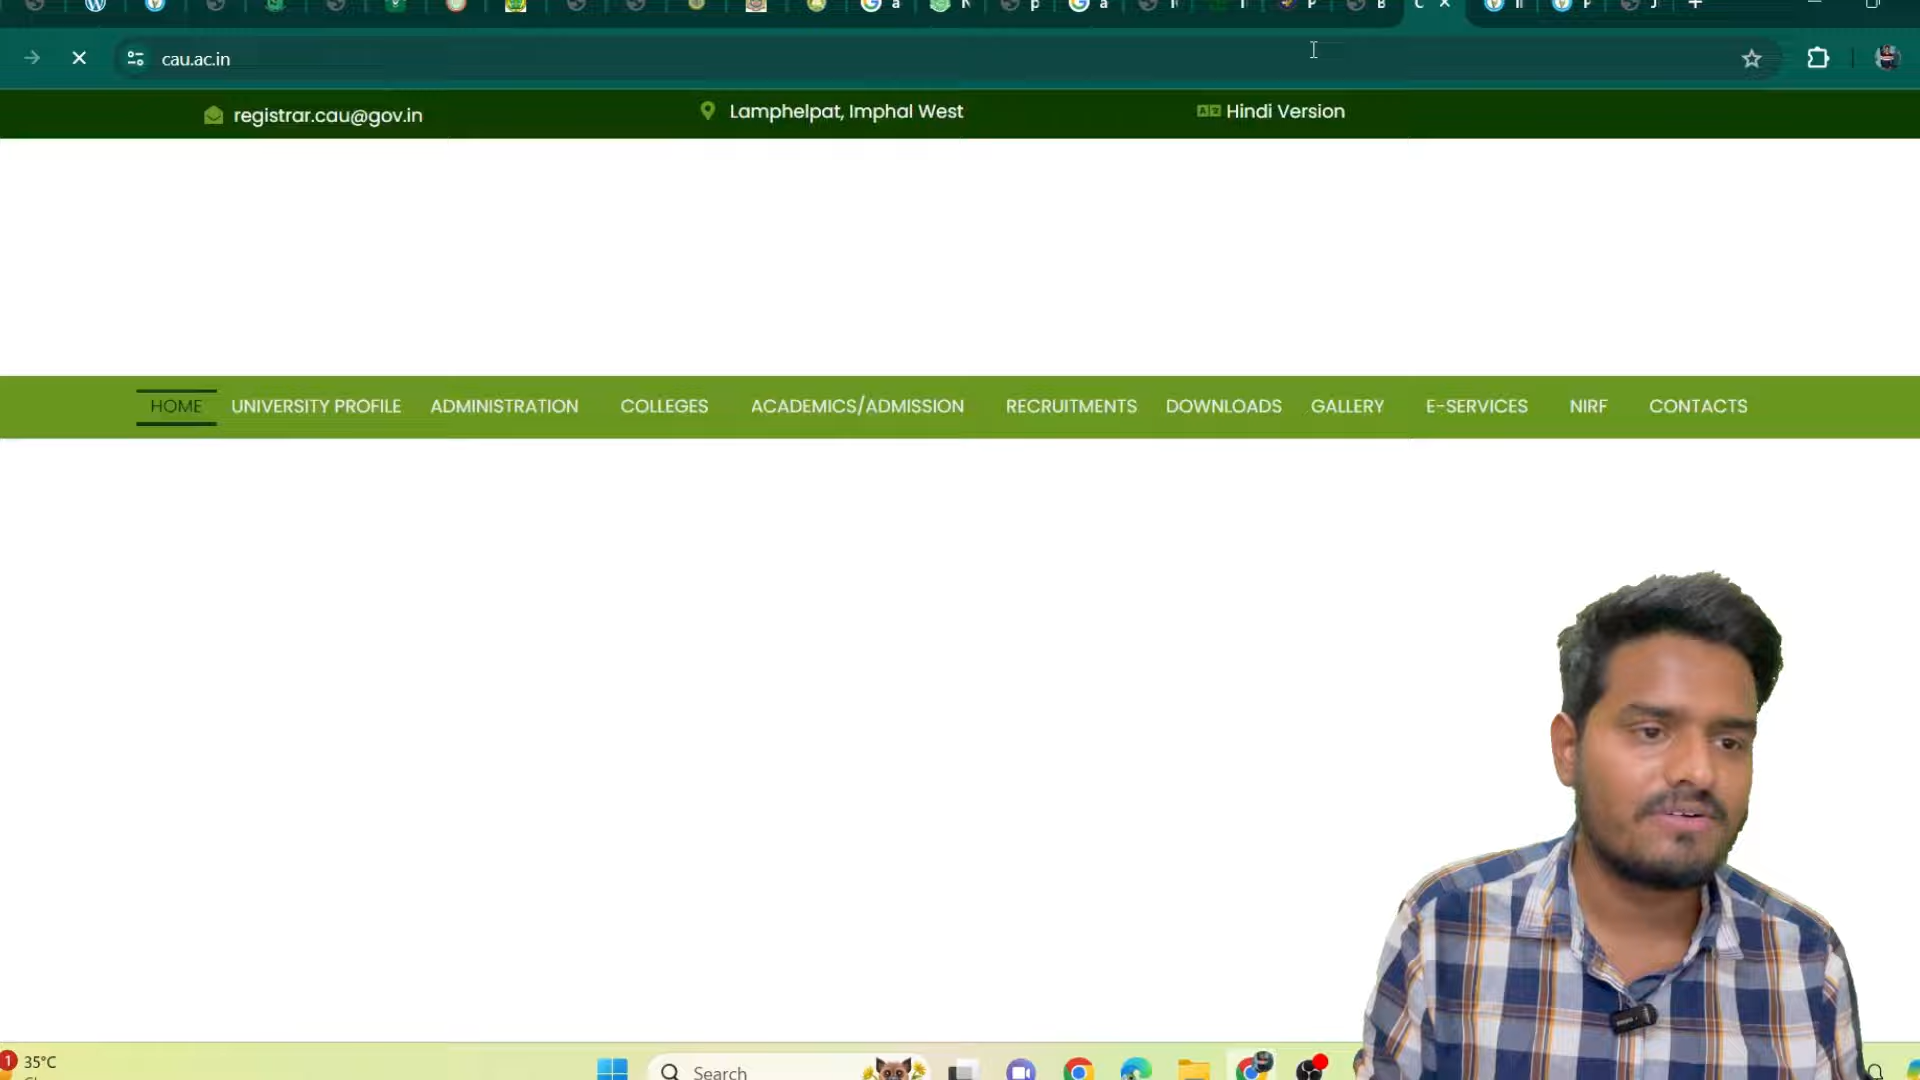 cau.ac.in
registrar.cau@gov.in
Lamphelpat, Imphal West
Hindi Version
HOME UNIVERSITY PROFILE ADMINISTRATION COLLEGES ACADEMICS/ADMISSION RECRUITMENTS DOWNLOADS GALLERY E-SERVICES NIRF CONTACTS
1
35°C
Search